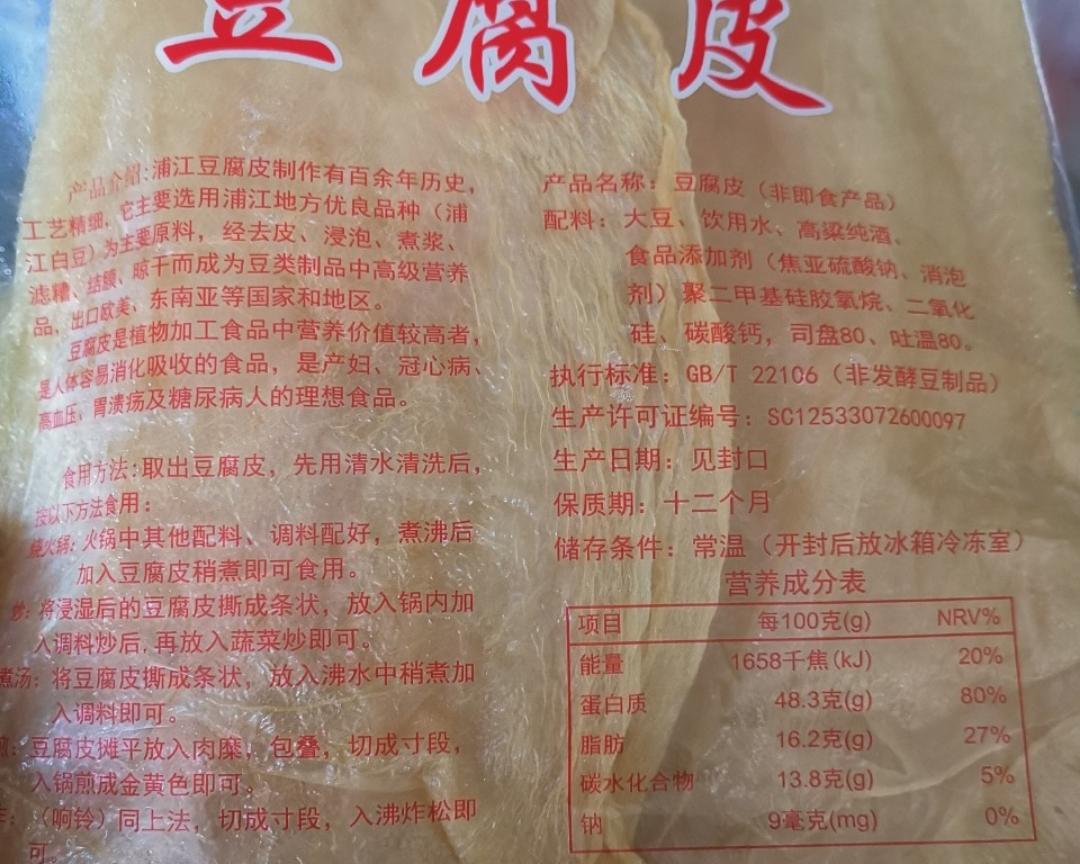 豆腐皮
产品介绍:浦江豆腐皮制作有百余年历史,
工艺精细, 它主要选用浦江地方优良品种（浦
江白豆）为主要原料, 经去皮、浸泡、煮浆、
滤糟、结膜、晾干而成为豆类制品中高级营养
品、出口欧美、东南亚等国家和地区。
豆腐皮是植物加工食品中营养价值较高者,
是人体容易消化吸收的食品, 是产妇、冠心病、
高血压、胃溃疡及糖尿病人的理想食品。
食用方法:取出豆腐皮, 先用清水清洗后,
按以下方法食用:
烧火锅: 火锅中其他配料、调料配好, 煮沸后
加入豆腐皮稍煮即可食用。
炒: 将浸湿后的豆腐皮撕成条状, 放入锅内加
入调料炒后, 再放入蔬菜炒即可。
煮汤: 将豆腐皮撕成条状, 放入沸水中稍煮加
入调料即可。
煎: 豆腐皮摊平放入肉糜, 包叠, 切成寸段,
入锅煎成金黄色即可。
炸: （响铃）同上法, 切成寸段, 入沸炸松即
可。
产品名称: 豆腐皮（非即食产品）
配料: 大豆、饮用水、高粱纯酒、
食品添加剂（焦亚硫酸钠、消泡
剂）聚二甲基硅胶氧烷、二氧化
硅、碳酸钙, 司盘80、吐温80。
执行标准: GB/T 22106（非发酵豆制品）
生产许可证编号: SC12533072600097
生产日期: 见封口
保质期: 十二个月
储存条件: 常温（开封后放冰箱冷冻室）
营养成分表
项目 每100克(g) NRV%
能量 1658千焦(kJ) 20%
蛋白质 48.3克(g) 80%
脂肪 16.2克(g) 27%
碳水化合物 13.8克(g) 5%
钠 9毫克(mg) 0%